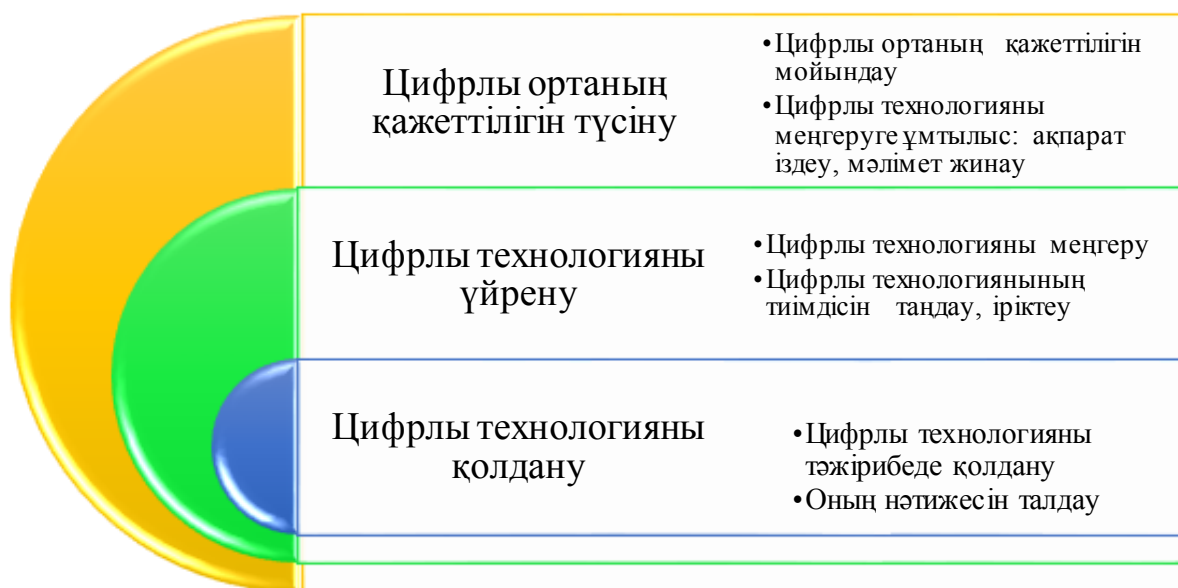 Цифрлы ортаның
қажеттілігін түсіну
•Цифрлы ортаның қажеттілігін
мойындау
•Цифрлы технологияны
меңгеруге ұмтылыс: ақпарат
іздеу, мәлімет жинау
Цифрлы технологияны
үйрену
•Цифрлы технологияны меңгеру
•Цифрлы технологиянының
тиімдісін таңдау, іріктеу
Цифрлы технологияны
қолдану
•Цифрлы технологияны
тәжірибеде қолдану
•Оның нәтижесін талдау